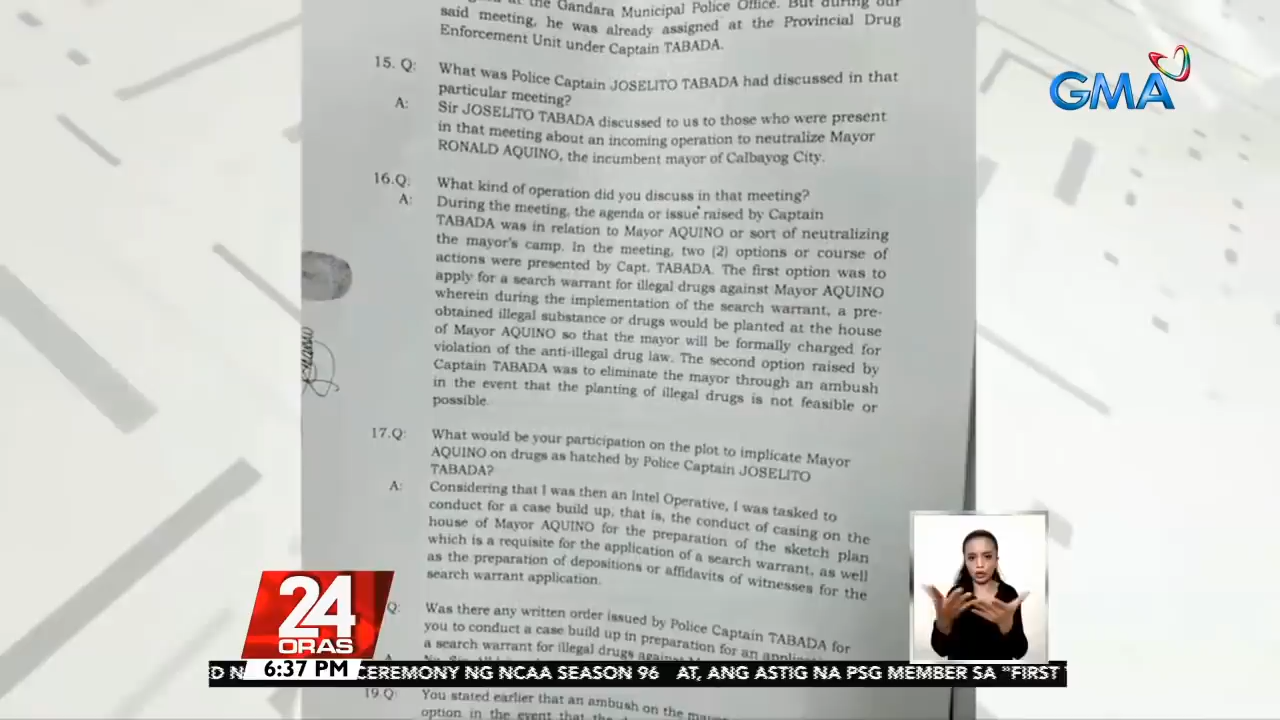 at the Gandara Municipal Police Office. But during our
said meeting, he was already assigned at the Provincial Drug
Enforcement Unit under Captain TABADA.
15. Q: What was Police Captain JOSELITO TABADA had discussed in that
particular meeting?
A: Sir JOSELITO TABADA discussed to us to those who were present
in that meeting about an incoming operation to neutralize Mayor
RONALD AQUINO, the incumbent mayor of Calbayog City.
16.Q: What kind of operation did you discuss in that meeting?
A: During the meeting, the agenda or issue raised by Captain
TABADA was in relation to Mayor AQUINO or sort of neutralizing
the mayor's camp. In the meeting, two (2) options or course of
actions were presented by Capt. TABADA. The first option was to
apply for a search warrant for illegal drugs against Mayor AQUINO
wherein during the implementation of the search warrant, a pre-
obtained illegal substance or drugs would be planted at the house
of Mayor AQUINO so that the mayor will be formally charged for
violation of the anti-illegal drug law. The second option raised by
Captain TABADA was to eliminate the mayor through an ambush
in the event that the planting of illegal drugs is not feasible or
possible.
17.Q: What would be your participation on the plot to implicate Mayor
AQUINO on drugs as hatched by Police Captain JOSELITO
TABADA?
A: Considering that I was then an Intel Operative, I was tasked to
conduct for a case build up, that is, the conduct of casing on the
house of Mayor AQUINO for the preparation of the sketch plan
which is a requisite for the application of a search warrant, as well
as the preparation of depositions or affidavits of witnesses for the
search warrant application.
Q: Was there any written order issued by Police Captain TABADA for
you to conduct a case build up in preparation for an
a search warrant for illegal drugs against
19.Q: You stated earlier that an ambush on the
option in the event that the
GMA
24
ORAS
6:37 PM
D N CEREMONY NG NCAA SEASON 96 AT, ANG ASTIG NA PSG MEMBER SA "FIRST